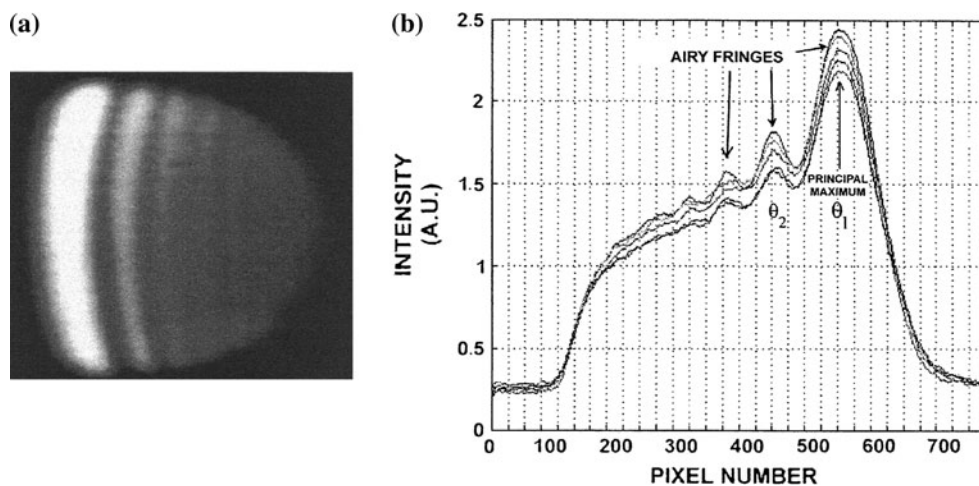 (a)
(b)
2.5
2
1.5
1
0.5
0
INTENSITY
(A.U.)
AIRY FRINGES
PRINCIPAL
MAXIMUM
θ2
θ1
0 100 200 300 400 500 600 700
PIXEL NUMBER